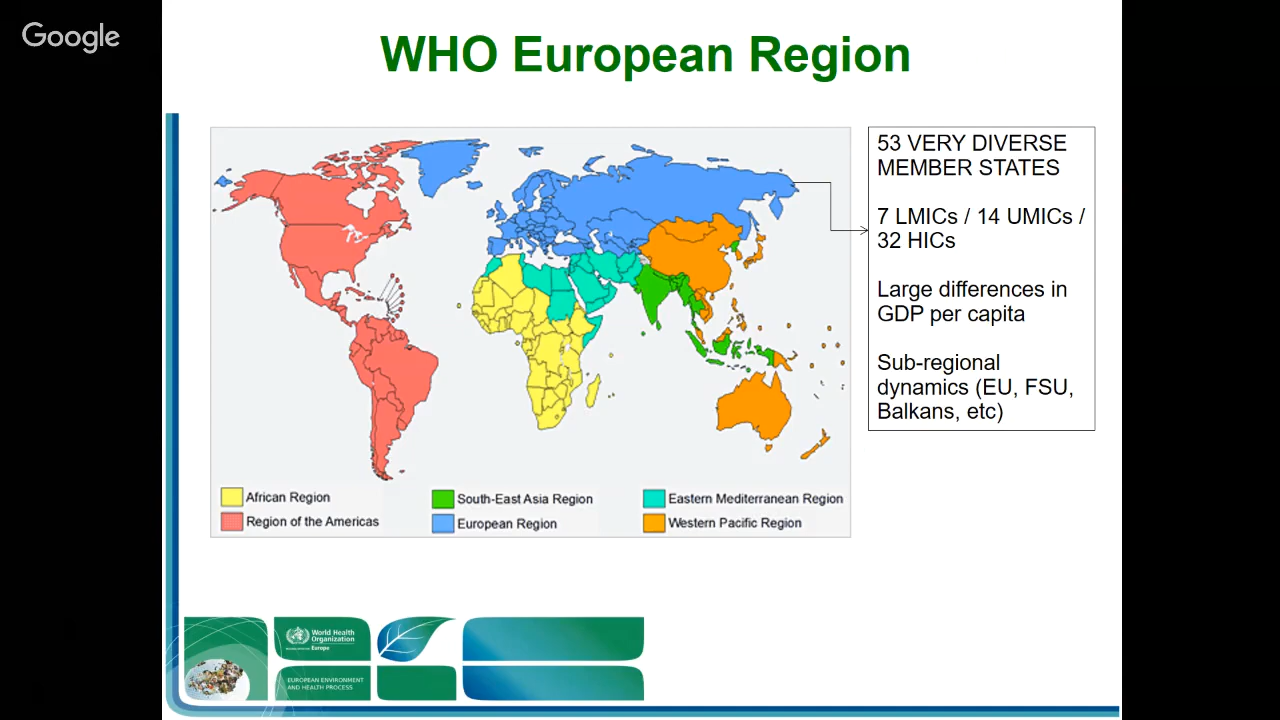 Google
WHO European Region
53 VERY DIVERSE
MEMBER STATES
7 LMICs / 14 UMICs /
32 HICs
Large differences in
GDP per capita
Sub-regional
dynamics (EU, FSU,
Balkans, etc)
African Region
South-East Asia Region
Eastern Mediterranean Region
Region of the Americas
European Region
Western Pacific Region
World Health
Organization
Europe
EUROPEAN ENVIRONMENT
AND HEALTH PROCESS